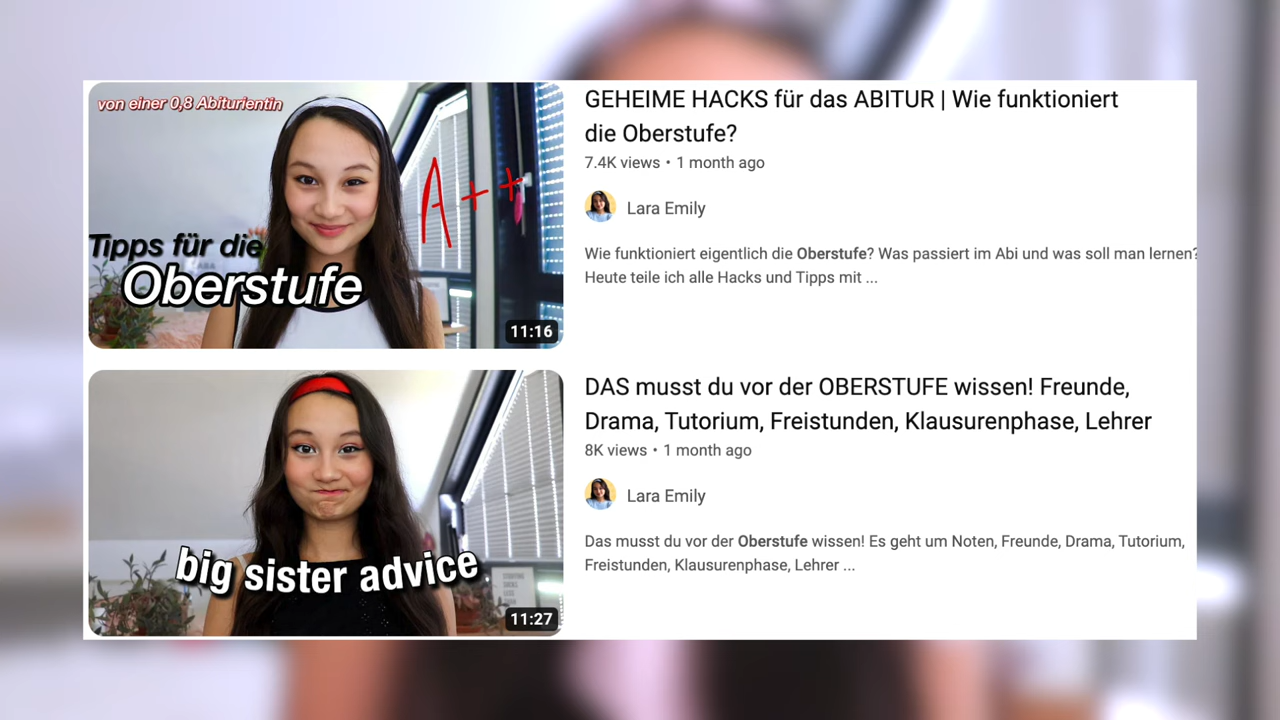 von einer 0,8 Abiturientin
A++
Tipps für die
Oberstufe
11:16
GEHEIME HACKS für das ABITUR | Wie funktioniert
die Oberstufe?
7.4K views • 1 month ago
Lara Emily
Wie funktioniert eigentlich die Oberstufe? Was passiert im Abi und was soll man lernen?
Heute teile ich alle Hacks und Tipps mit ...
big sister advice
11:27
DAS musst du vor der OBERSTUFE wissen! Freunde,
Drama, Tutorium, Freistunden, Klausurenphase, Lehrer
8K views • 1 month ago
Lara Emily
Das musst du vor der Oberstufe wissen! Es geht um Noten, Freunde, Drama, Tutorium,
Freistunden, Klausurenphase, Lehrer ...